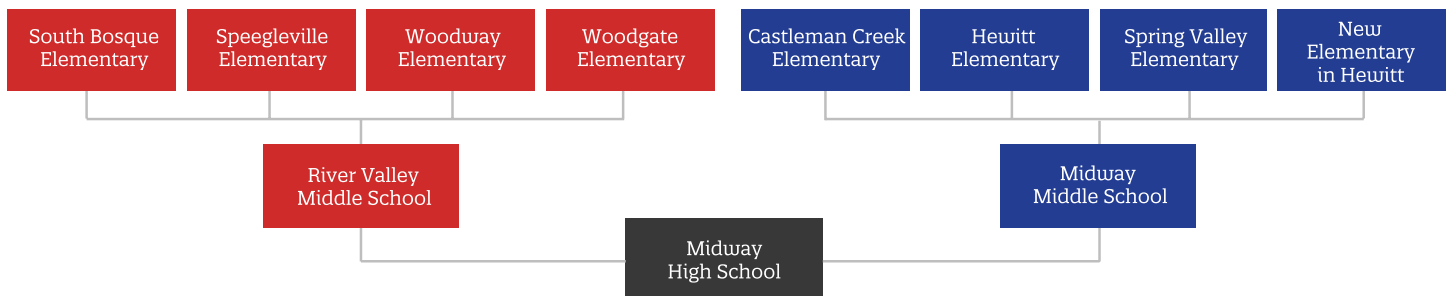 South Bosque
Elementary
Speegleville
Elementary
Woodway
Elementary
Woodgate
Elementary
Castleman Creek
Elementary
Hewitt
Elementary
Spring Valley
Elementary
New
Elementary
in Hewitt
River Valley
Middle School
Midway
Middle School
Midway
High School